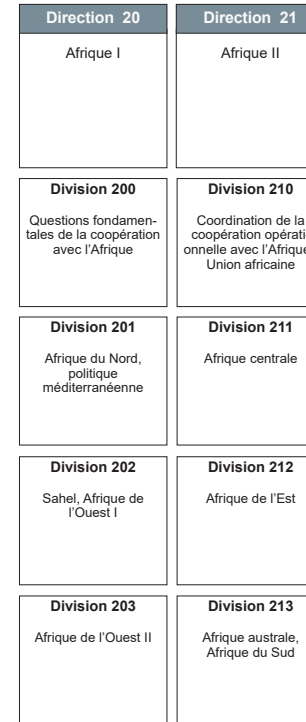 Direction 20
Afrique I
Division 200
Questions fondamen-
tales de la coopération
avec l'Afrique
Division 201
Afrique du Nord,
politique
méditerranéenne
Division 202
Sahel, Afrique de
l'Ouest I
Division 203
Afrique de l'Ouest II
Direction 21
Afrique II
Division 210
Coordination de la
coopération opérati-
onnelle avec l'Afrique
Union africaine
Division 211
Afrique centrale
Division 212
Afrique de l'Est
Division 213
Afrique australe,
Afrique du Sud